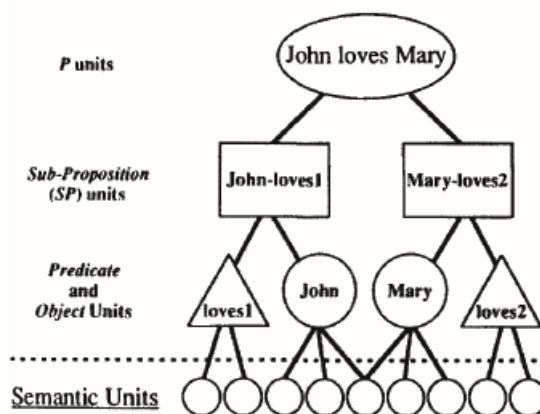 P units
John loves Mary
Sub-Proposition
(SP) units
John-loves1
Mary-loves2
Predicate
and
Object Units
loves1
John
Mary
loves2
Semantic Units